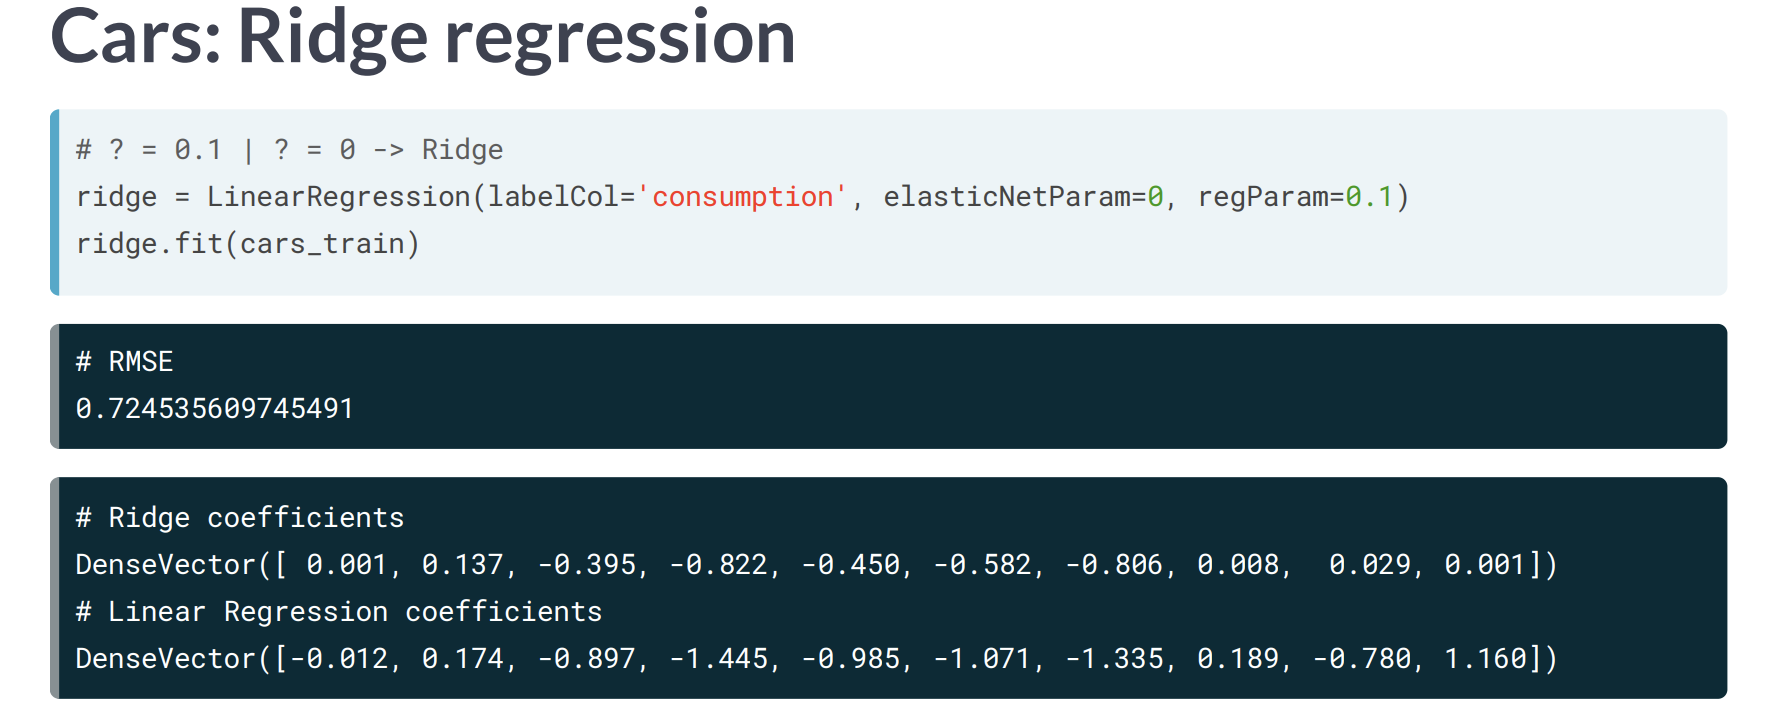 Cars: Ridge regression
# ? = 0.1 | ? = 0 -> Ridge
ridge = LinearRegression(labelCol='consumption', elasticNetParam=0, regParam=0.1)
ridge.fit(cars_train)
# RMSE
0.724535609745491
# Ridge coefficients
DenseVector([ 0.001, 0.137, -0.395, -0.822, -0.450, -0.582, -0.806, 0.008,  0.029, 0.001])
# Linear Regression coefficients
DenseVector([-0.012, 0.174, -0.897, -1.445, -0.985, -1.071, -1.335, 0.189, -0.780, 1.160])